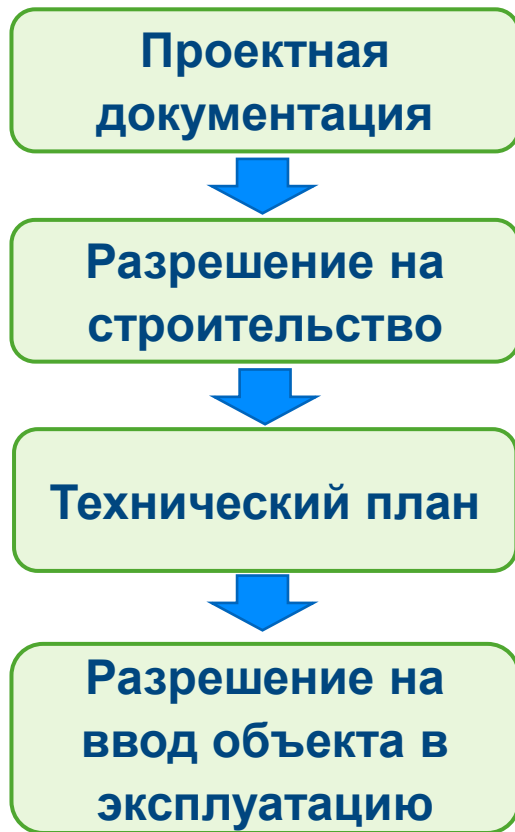 Проектная
документация
Разрешение на
строительство
Технический план
Разрешение на
ввод объекта в
эксплуатацию